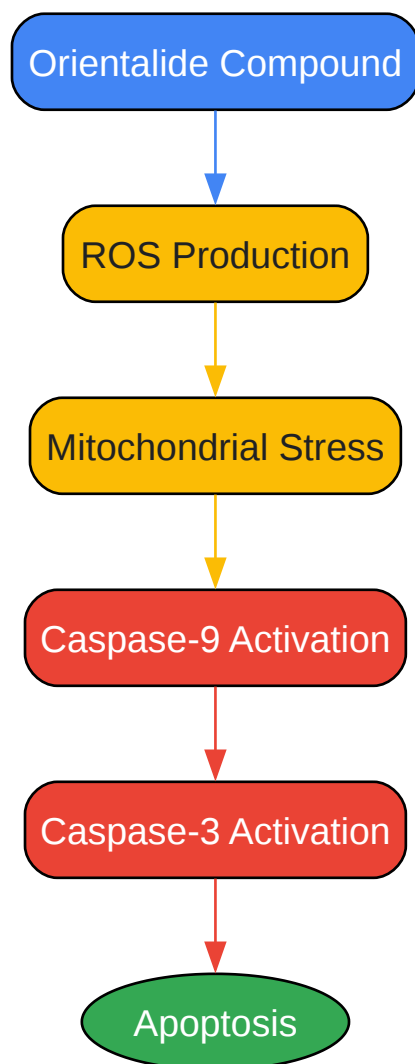 Orientalide Compound
ROS Production
Mitochondrial Stress
Caspase-9 Activation
Caspase-3 Activation
Apoptosis